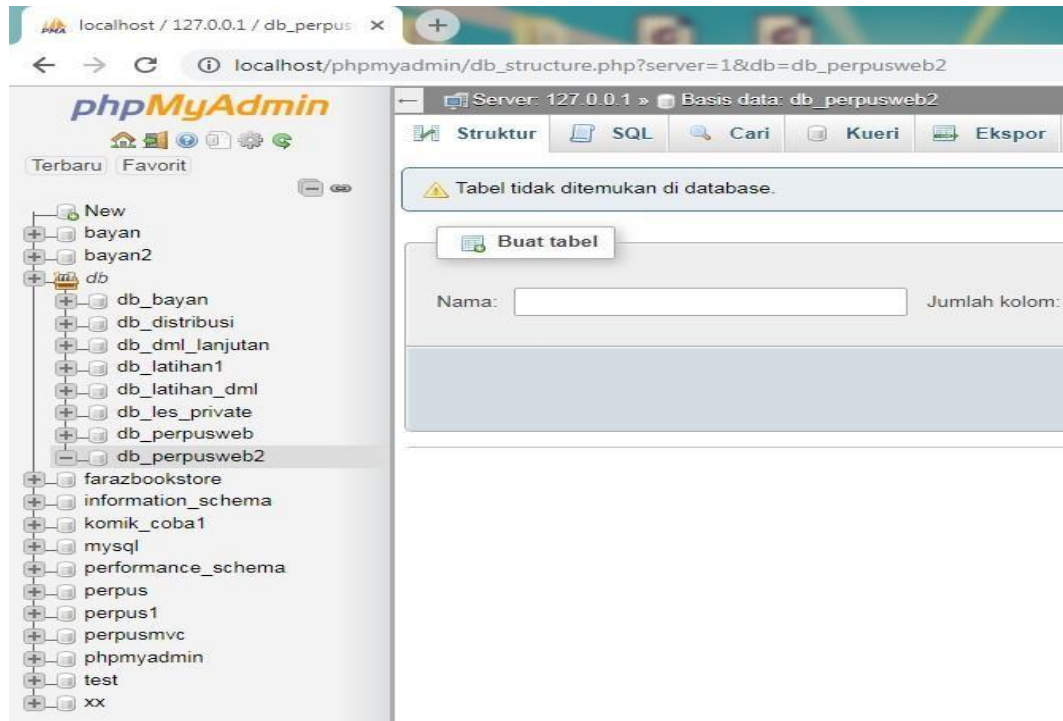 localhost / 127.0.0.1 / db_perpus
localhost/phpmyadmin/db_structure.php?server=1&db=db_perpusweb2
phpMyAdmin
Terbaru Favorit
New
bayan
bayan2
db
db_bayan
db_distribusi
db_dml_lanjutan
db_latihan1
db_latihan_dml
db_les_private
db_perpusweb
db_perpusweb2
farazbookstore
information_schema
komik_coba1
mysql
performance_schema
perpus
perpus1
perpusmvc
phpmyadmin
test
xx
Server: 127.0.0.1 » Basis data: db_perpusweb2
Struktur SQL Cari Kueri Ekspor
Tabel tidak ditemukan di database.
Buat tabel
Nama: Jumlah kolom: